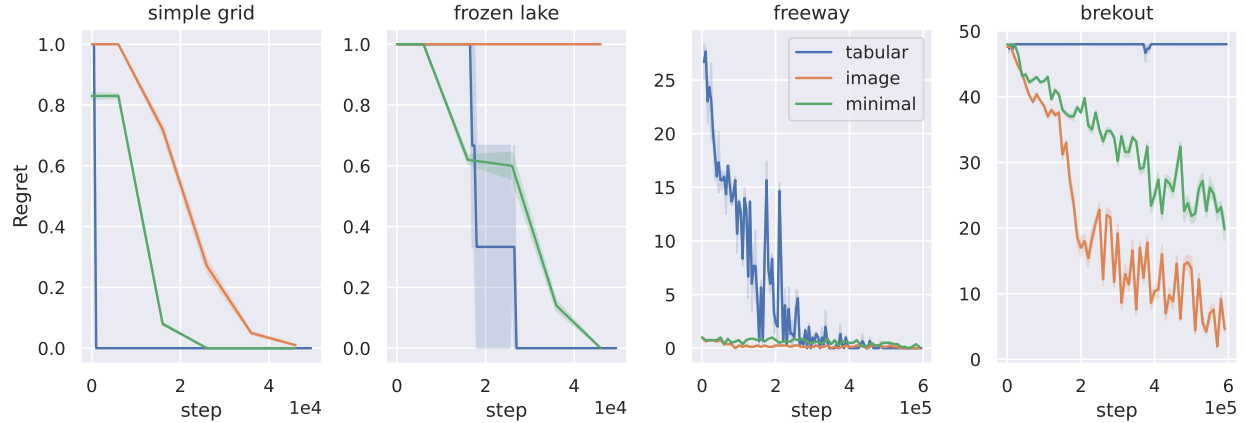 simple grid
frozen lake
freeway
brekout
Regret
1.0
0.8
0.6
0.4
0.2
0.0
0
2
4
step
1e4
1.0
0.8
0.6
0.4
0.2
0.0
0
2
4
step
1e4
tabular
image
minimal
25
20
15
10
5
0
0
2
4
6
step
1e5
50
40
30
20
10
0
0
2
4
6
step
1e5